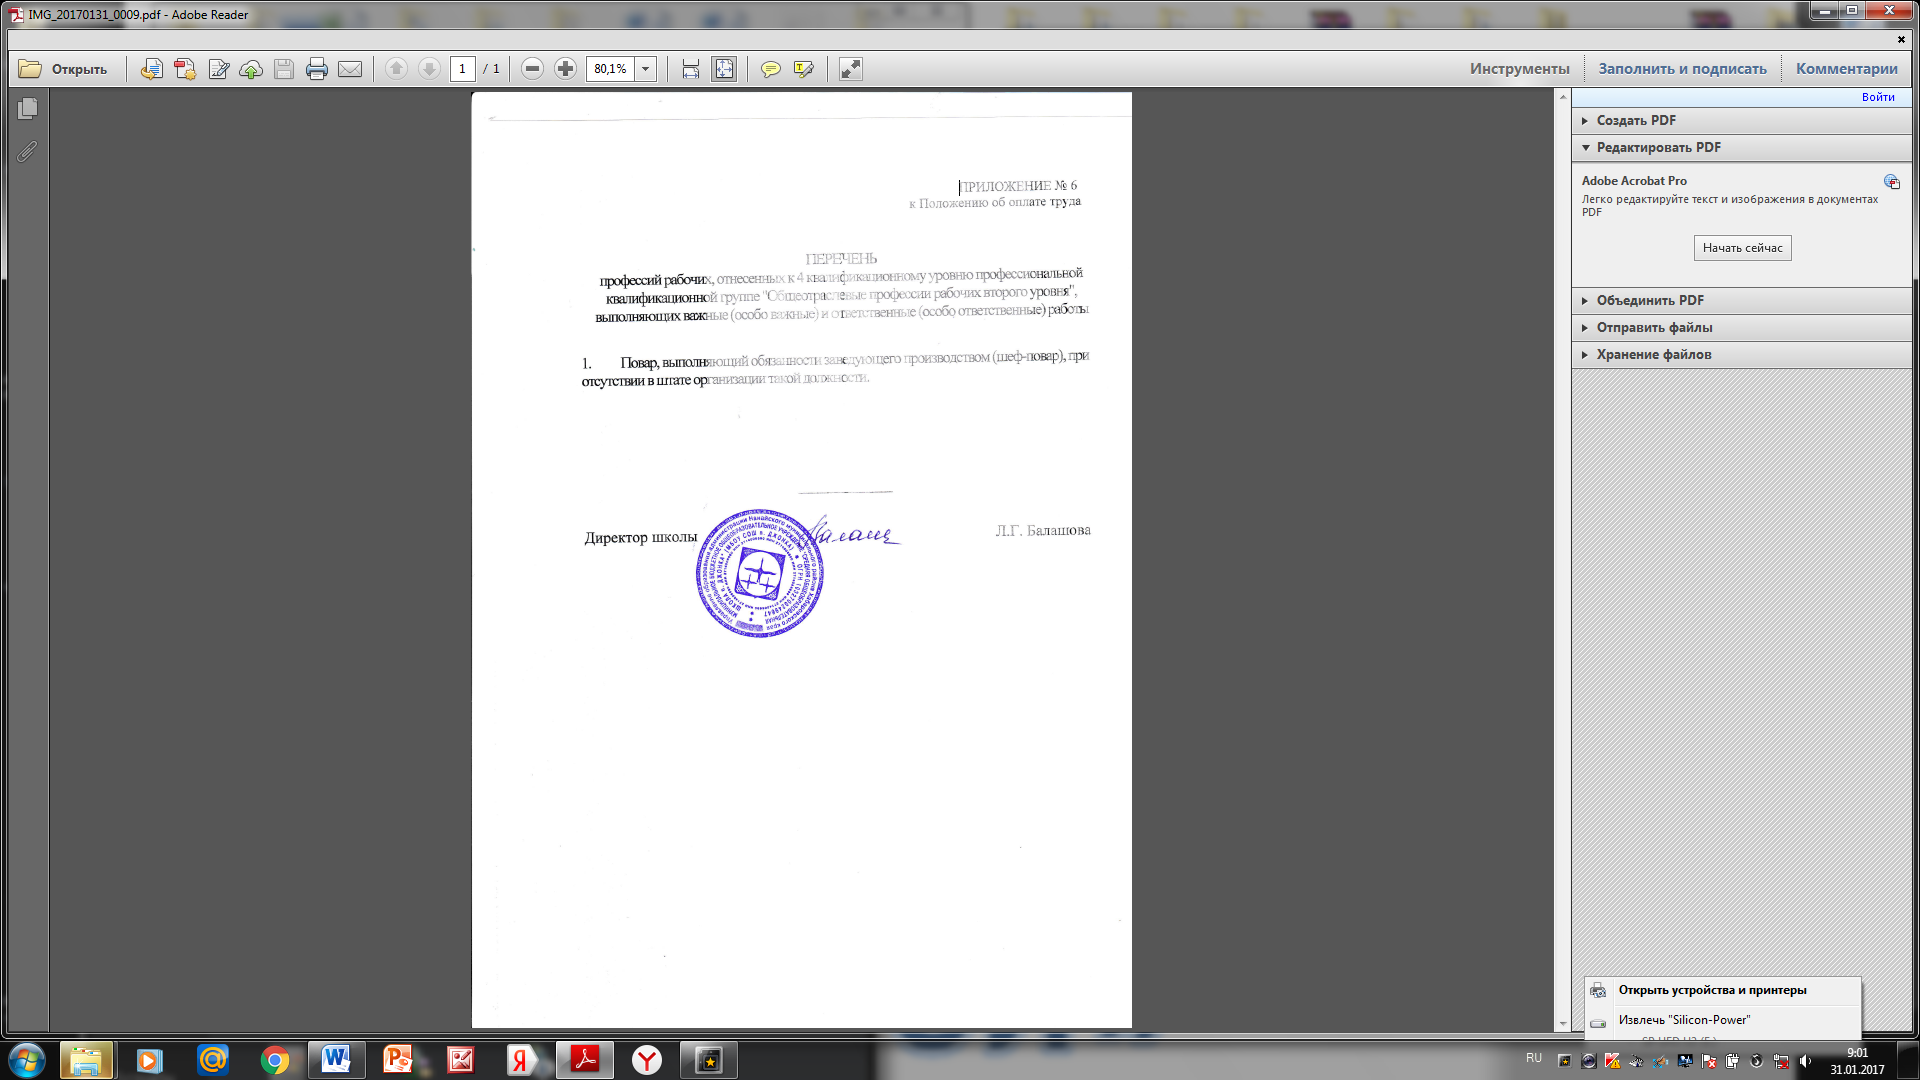 IMG_20170131_0009.pdf - Adobe Reader
Открыть
1 / 1
80,1%
Инструменты
Заполнить и подписать
Комментарии
Войти
Создать PDF
Редактировать PDF
Adobe Acrobat Pro
Легко редактируйте текст и изображения в документах
PDF
Начать сейчас
Объединить PDF
Отправить файлы
Хранение файлов
ПРИЛОЖЕНИЕ № 6
к Положению об оплате труда
ПЕРЕЧЕНЬ
профессий рабочих, отнесенных к 4 квалификационному уровню профессиональной
квалификационной группе "Общеотраслевые профессии рабочих второго уровня",
выполняющих важные (особо важные) и ответственные (особо ответственные) работы
1. Повар, выполняющий обязанности заведующего производством (шеф-повар), при
отсутствии в штате организации такой должности.
Директор школы
Л.Г. Балашова
Открыть устройства и принтеры
Извлечь "Silicon-Power"
RU
9:01
31.01.2017